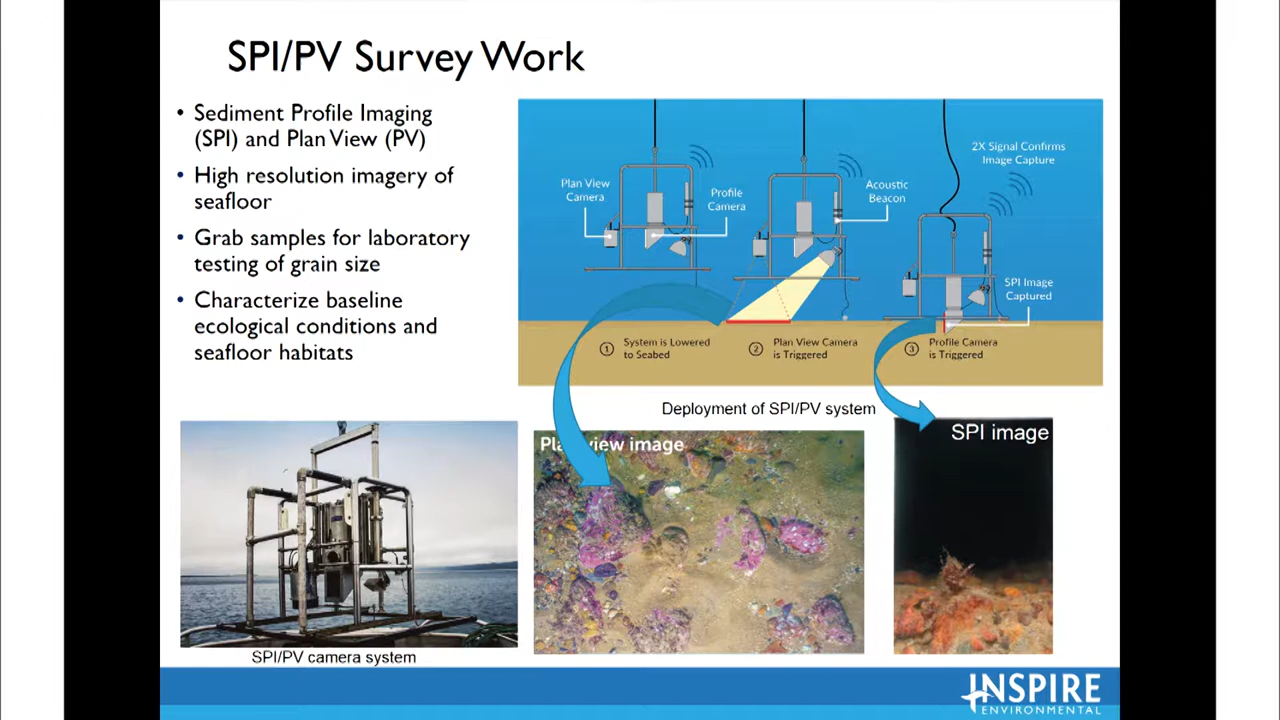 SPI/PV Survey Work
• Sediment Profile Imaging
(SPI) and Plan View (PV)
• High resolution imagery of
seafloor
• Grab samples for laboratory
testing of grain size
• Characterize baseline
ecological conditions and
seafloor habitats
Plan View
Camera
Profile
Camera
Acoustic
Beacon
2X Signal Confirms
Image Capture
SPI Image
Captured
1 System is Lowered
to Seabed
2 Plan View Camera
is Triggered
3 Profile Camera
is Triggered
Deployment of SPI/PV system
view image
SPI image
SPI/PV camera system
INSPIRE
ENVIRONMENTAL